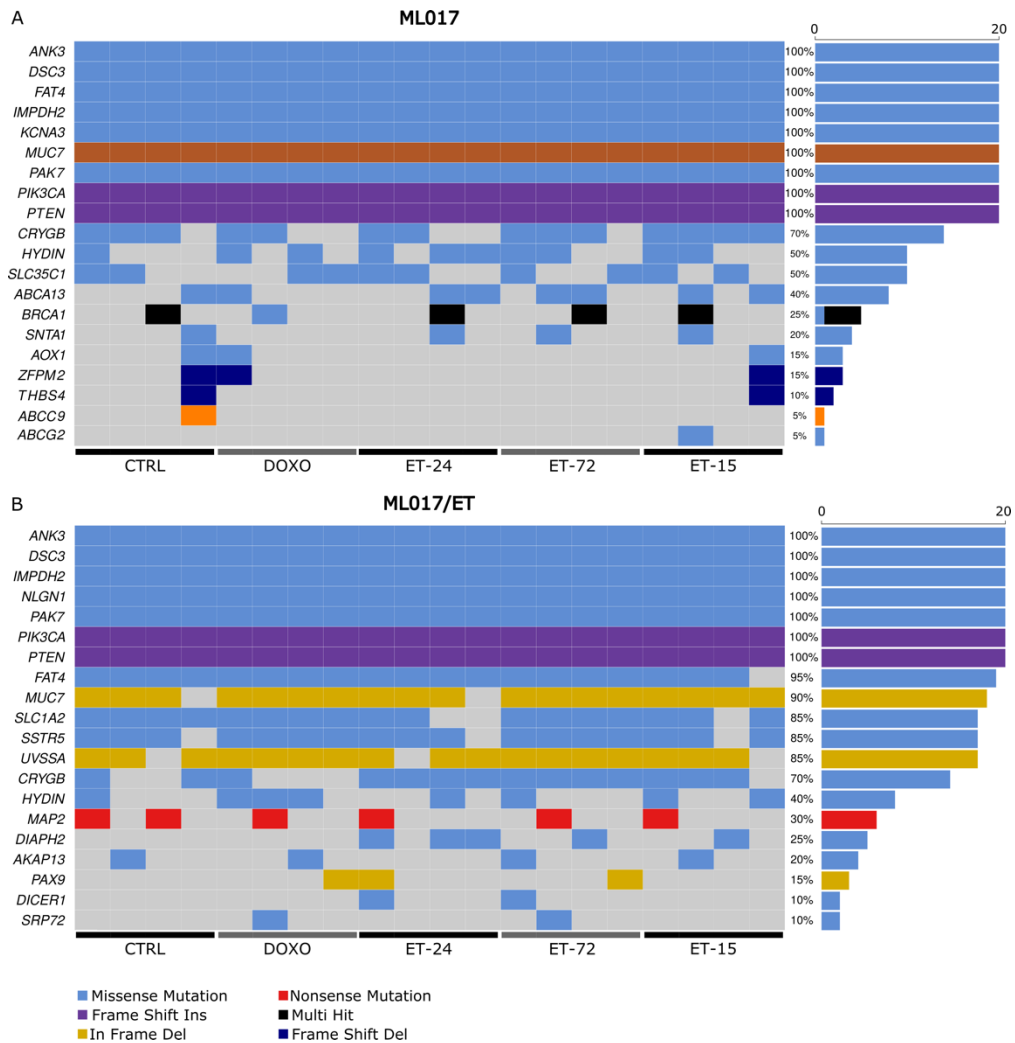 A
ML017
0 20
ANK3 100%
DSC3 100%
FAT4 100%
IMPDH2 100%
KCNA3 100%
MUC7 100%
PAK7 100%
PIK3CA 100%
PTEN 100%
CRYGB 70%
HYDIN 50%
SLC35C1 50%
ABCA13 40%
BRCA1 25%
SNTA1 20%
AOX1 15%
ZFPM2 15%
THBS4 10%
ABCC9 5%
ABCG2 5%
CTRL DOXO ET-24 ET-72 ET-15
B
ML017/ET
0 20
ANK3 100%
DSC3 100%
IMPDH2 100%
NLGN1 100%
PAK7 100%
PIK3CA 100%
PTEN 100%
FAT4 95%
MUC7 90%
SLC1A2 85%
SSTR5 85%
UVSSA 85%
CRYGB 70%
HYDIN 40%
MAP2 30%
DIAPH2 25%
AKAP13 20%
PAX9 15%
DICER1 10%
SRP72 10%
CTRL DOXO ET-24 ET-72 ET-15
Missense Mutation Nonsense Mutation
Frame Shift Ins Multi Hit
In Frame Del Frame Shift Del